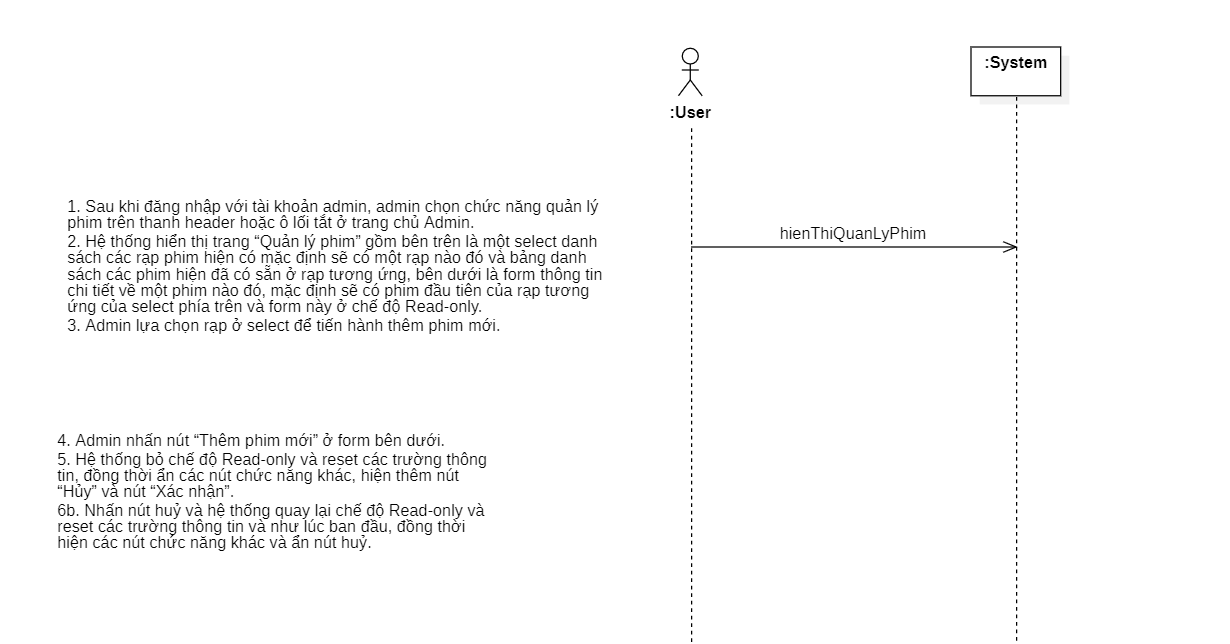 :User
:System
1. Sau khi đăng nhập với tài khoản admin, admin chọn chức năng quản lý
phim trên thanh header hoặc ô lối tắt ở trang chủ Admin.
2. Hệ thống hiển thị trang “Quản lý phim” gồm bên trên là một select danh
sách các rạp phim hiện có mặc định sẽ có một rạp nào đó và bảng danh
sách các phim hiện đã có sẵn ở rạp tương ứng, bên dưới là form thông tin
chi tiết về một phim nào đó, mặc định sẽ có phim đầu tiên của rạp tương
ứng của select phía trên và form này ở chế độ Read-only.
3. Admin lựa chọn rạp ở select để tiến hành thêm phim mới.
hienThiQuanLyPhim
4. Admin nhấn nút “Thêm phim mới” ở form bên dưới.
5. Hệ thống bỏ chế độ Read-only và reset các trường thông
tin, đồng thời ẩn các nút chức năng khác, hiện thêm nút
“Hủy” và nút “Xác nhận”.
6b. Nhấn nút huỷ và hệ thống quay lại chế độ Read-only và
reset các trường thông tin và như lúc ban đầu, đồng thời
hiện các nút chức năng khác và ẩn nút huỷ.